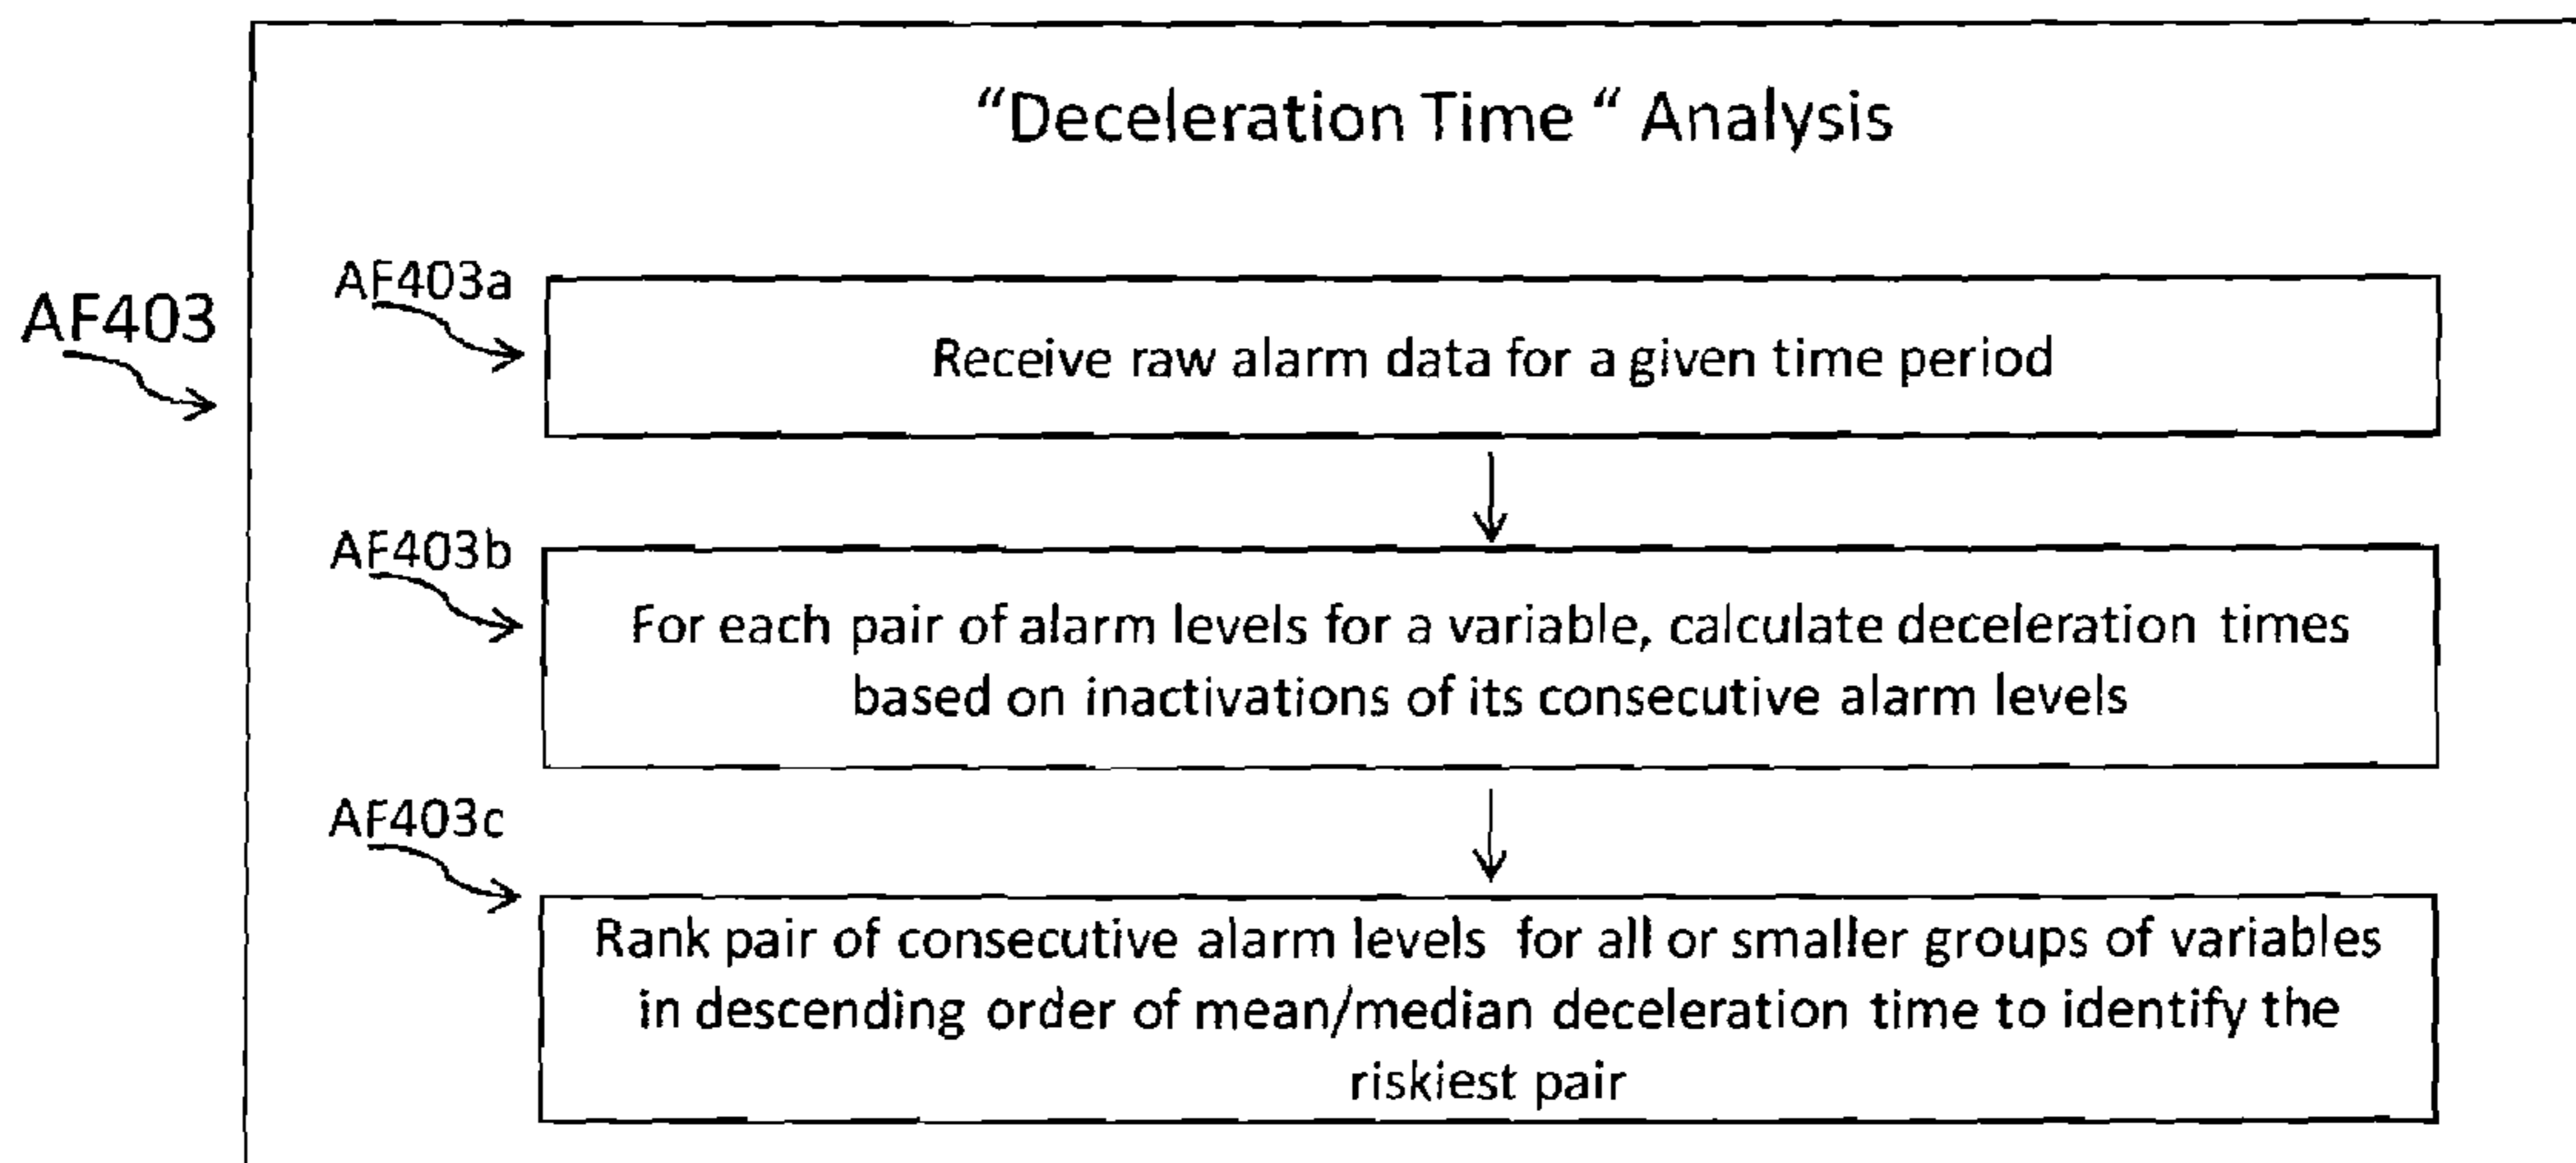 “Deceleration Time “ Analysis
AF403
AF403a
Receive raw alarm data for a given time period
AF403b
For each pair of alarm levels for a variable, calculate deceleration times
based on inactivations of its consecutive alarm levels
AF403c
Rank pair of consecutive alarm levels for all or smaller groups of variables
in descending order of mean/median deceleration time to identify the
riskiest pair